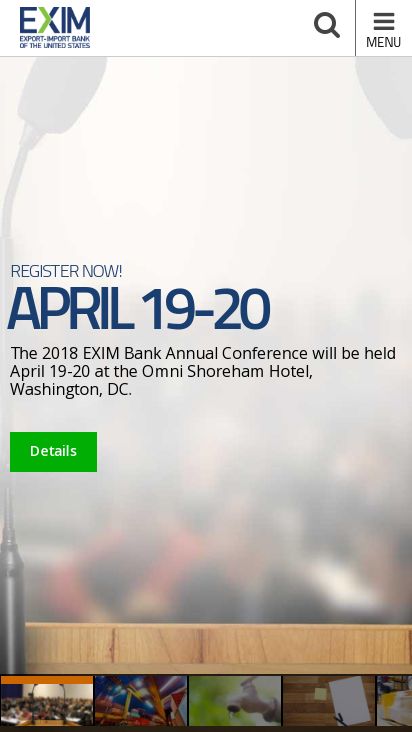 EXIM
EXPORT-IMPORT BANK
OF THE UNITED STATES
MENU
REGISTER NOW!
APRIL 19-20
The 2018 EXIM Bank Annual Conference will be held
April 19-20 at the Omni Shoreham Hotel,
Washington, DC.
Details